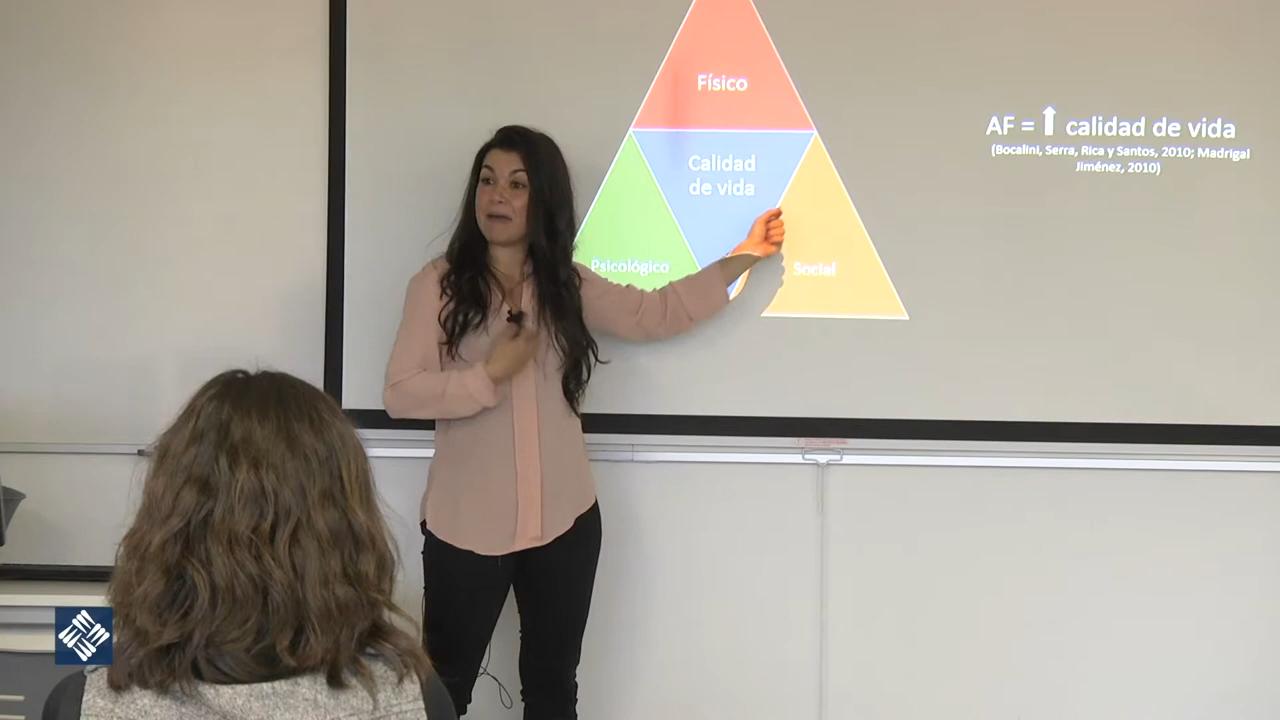 Físico
Calidad
de vida
Psicológico
Social
AF = ⬆ calidad de vida
(Bocalini, Serra, Rica y Santos, 2010; Madrigal
Jiménez, 2010)